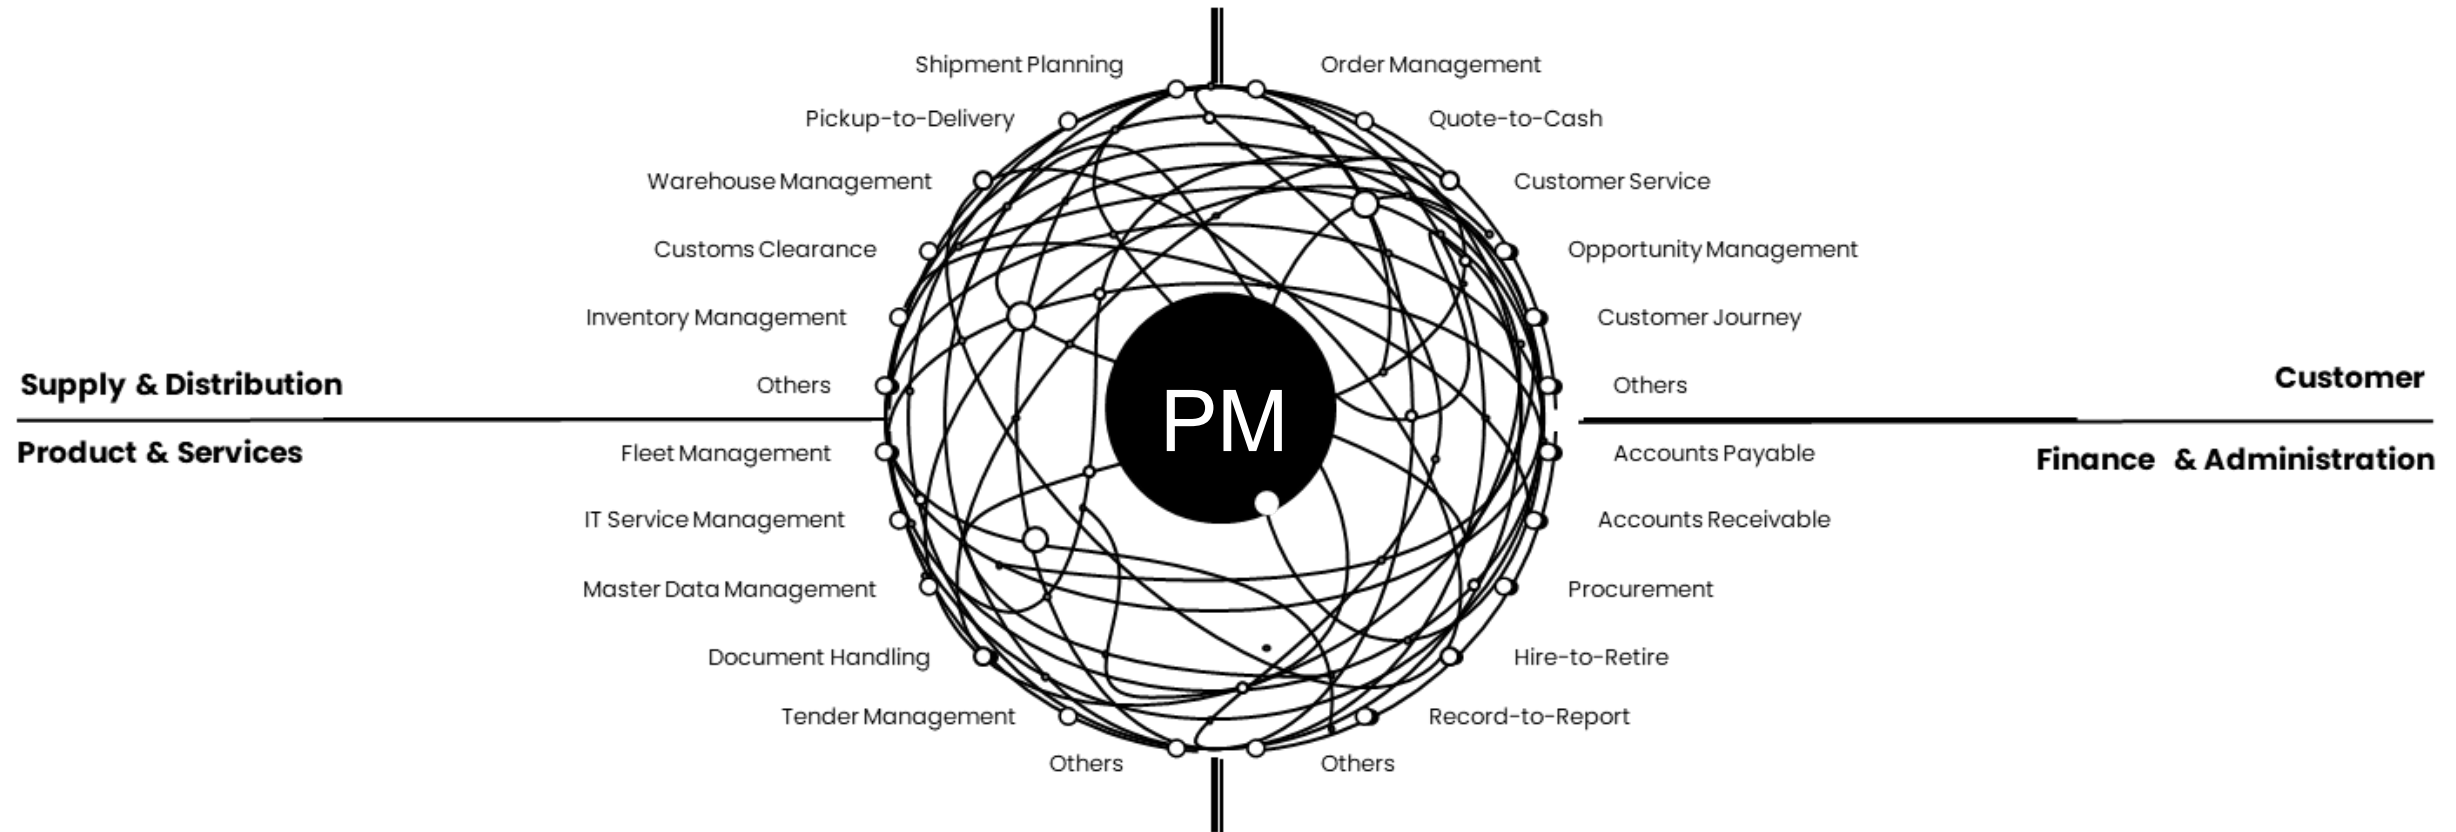 Shipment Planning
Pickup-to-Delivery
Warehouse Management
Customs Clearance
Inventory Management
Others
Supply & Distribution
Order Management
Quote-to-Cash
Customer Service
Opportunity Management
Customer Journey
Others
Customer
PM
Product & Services
Fleet Management
IT Service Management
Master Data Management
Document Handling
Tender Management
Others
Finance & Administration
Accounts Payable
Accounts Receivable
Procurement
Hire-to-Retire
Record-to-Report
Others